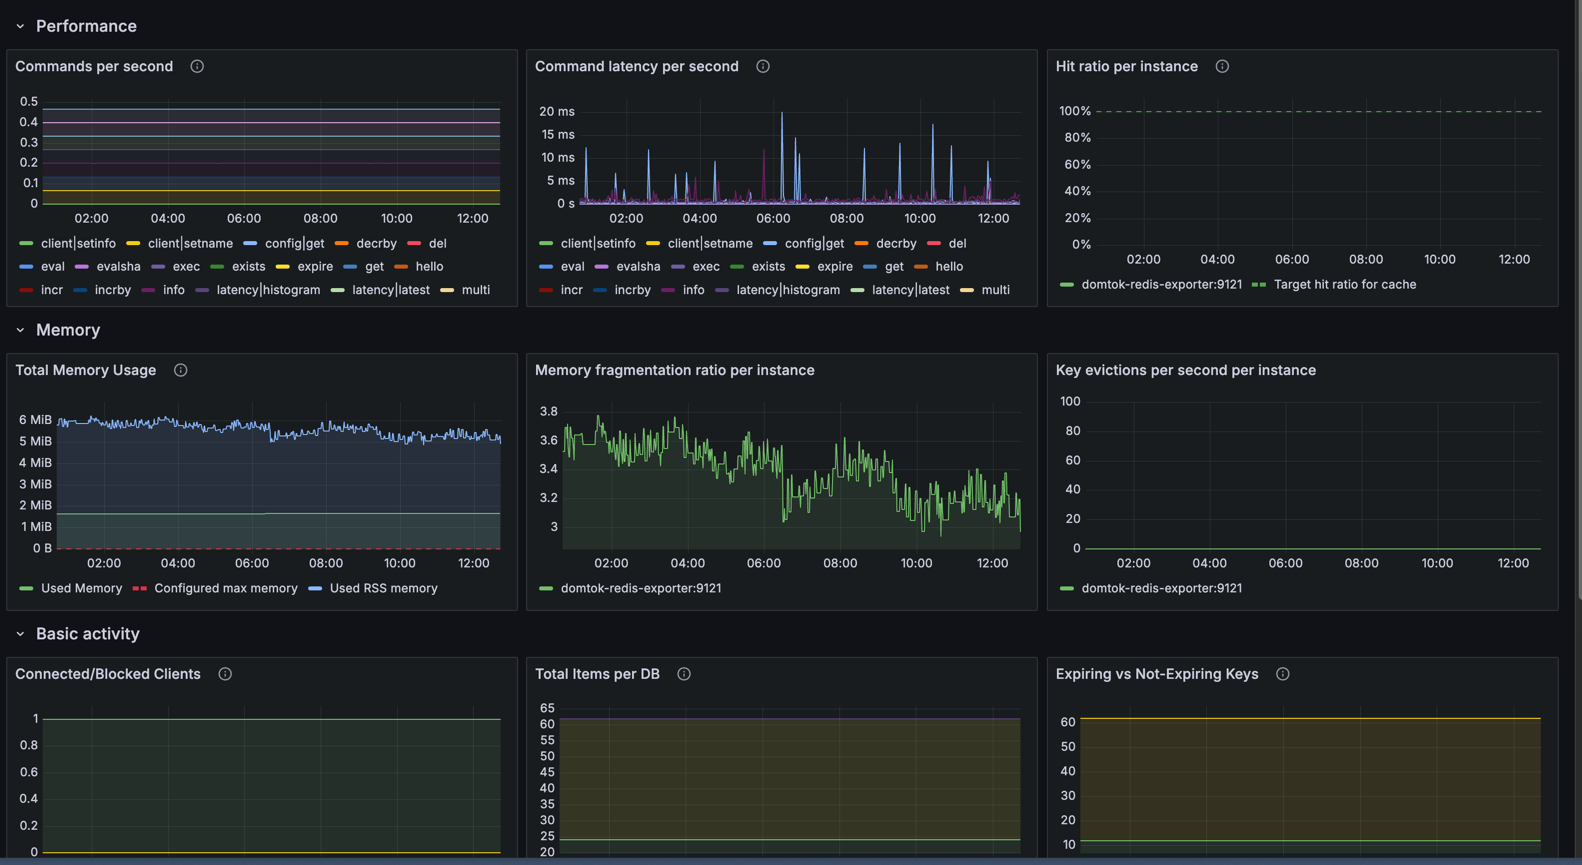 Performance
Commands per second
0.5
0.4
0.3
0.2
0.1
0
02:00 04:00 06:00 08:00 10:00 12:00
client|setinfo client|setname config|get decrby del
eval evalsha exec exists expire get hello
incr incrby info latency|histogram latency|latest multi
Command latency per second
20 ms
15 ms
10 ms
5 ms
0 s
02:00 04:00 06:00 08:00 10:00 12:00
client|setinfo client|setname config|get decrby del
eval evalsha exec exists expire get hello
incr incrby info latency|histogram latency|latest multi
Hit ratio per instance
100%
80%
60%
40%
20%
0%
02:00 04:00 06:00 08:00 10:00 12:00
domtok-redis-exporter:9121 Target hit ratio for cache
Memory
Total Memory Usage
6 MiB
5 MiB
4 MiB
3 MiB
2 MiB
1 MiB
0 B
02:00 04:00 06:00 08:00 10:00 12:00
Used Memory Configured max memory Used RSS memory
Memory fragmentation ratio per instance
3.8
3.6
3.4
3.2
3
02:00 04:00 06:00 08:00 10:00 12:00
domtok-redis-exporter:9121
Key evictions per second per instance
100
80
60
40
20
0
02:00 04:00 06:00 08:00 10:00 12:00
domtok-redis-exporter:9121
Basic activity
Connected/Blocked Clients
1
0.8
0.6
0.4
0.2
0
Total Items per DB
65
60
55
50
45
40
35
30
25
20
Expiring vs Not-Expiring Keys
60
50
40
30
20
10